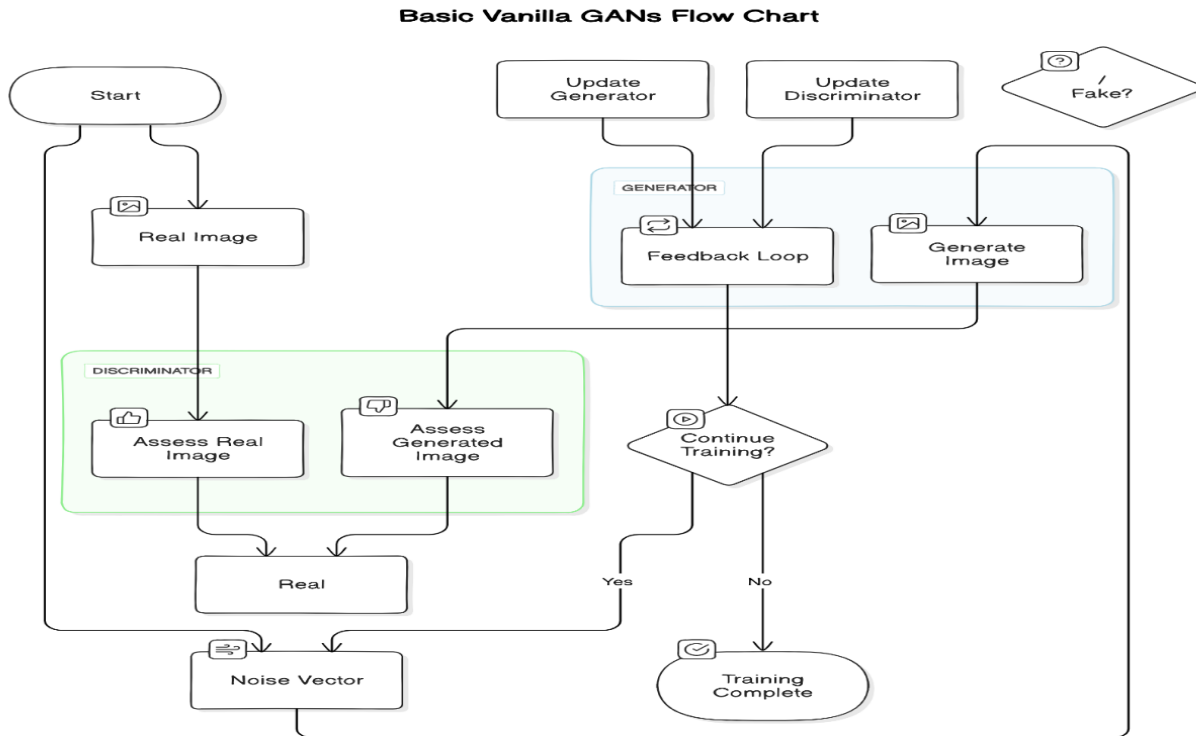 Basic Vanilla GANs Flow Chart
Start
Update
Generator
Update
Discriminator
/
Fake?
GENERATOR
Real Image
Feedback Loop
Generate
Image
DISCRIMINATOR
Assess Real
Image
Assess
Generated
Image
Continue
Training?
Real
Yes
No
Noise Vector
Training
Complete